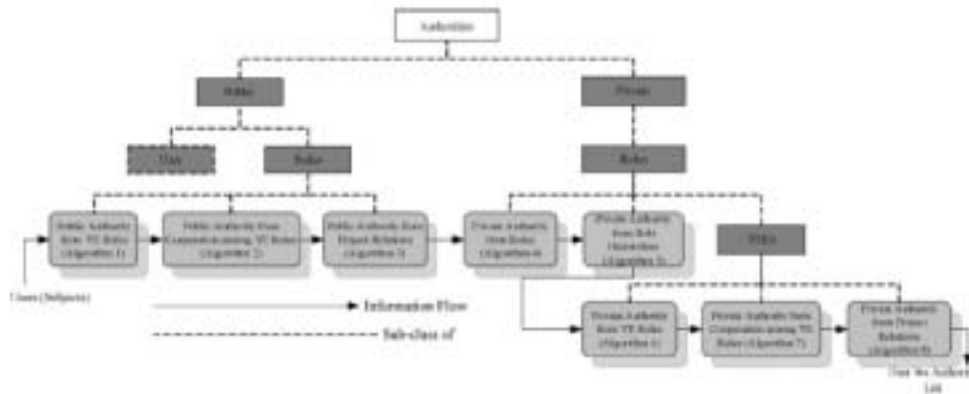 Authorities
Public
Private
User
Roles
Roles
Public Authority
from VE Roles
(Algorithm 1)
Public Authority from
Cooperation among VE Roles
(Algorithm 2)
Public Authority from
Project Relations
(Algorithm 3)
Private Authority
from Roles
(Algorithm 4)
Private Authority
from Role
(Algorithm 5)
Users (Subjects)
Information Flow
Sub-class of
Private Authority
from VE Roles
(Algorithm 6)
Private Authority from
Cooperation among VE
Roles (Algorithm 7)
Private Authority
from Project
Relations
(Algorithm 8)
List